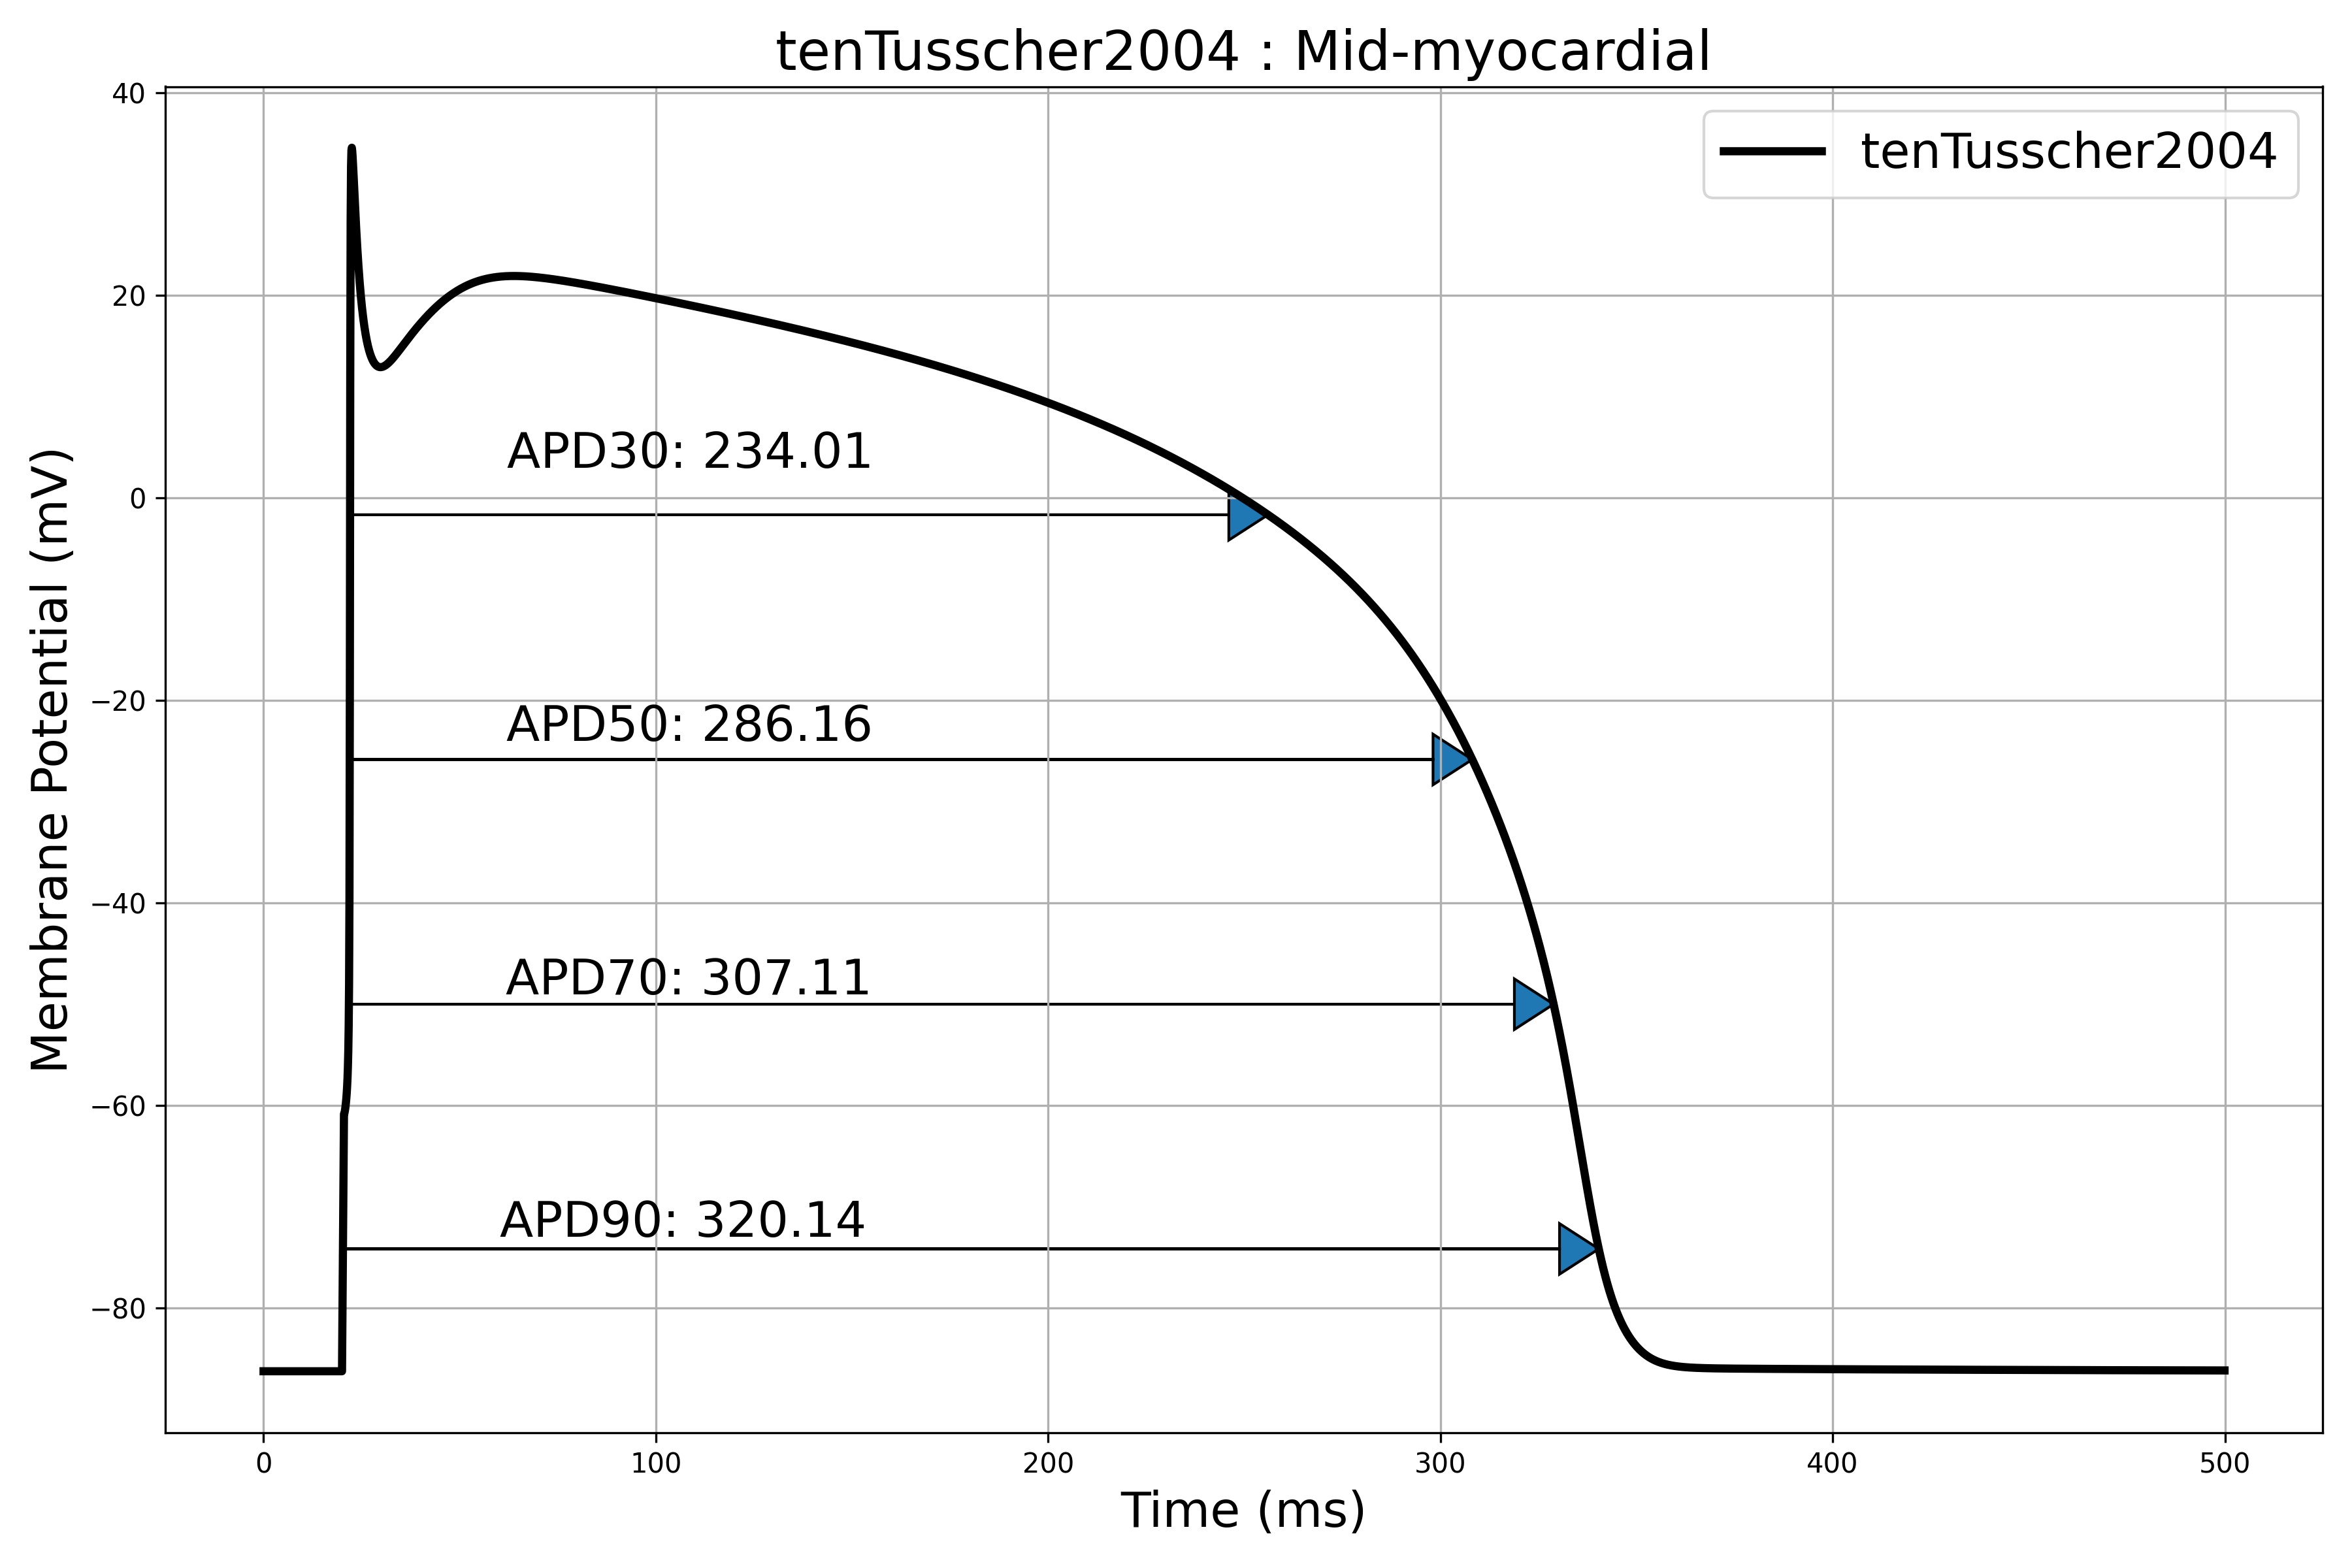 tenTusscher2004 : Mid-myocardial
tenTusscher2004
Membrane Potential (mV)
40
20
0
−20
−40
−60
−80
APD30: 234.01
APD50: 286.16
APD70: 307.11
APD90: 320.14
0 100 200 300 400 500
Time (ms)